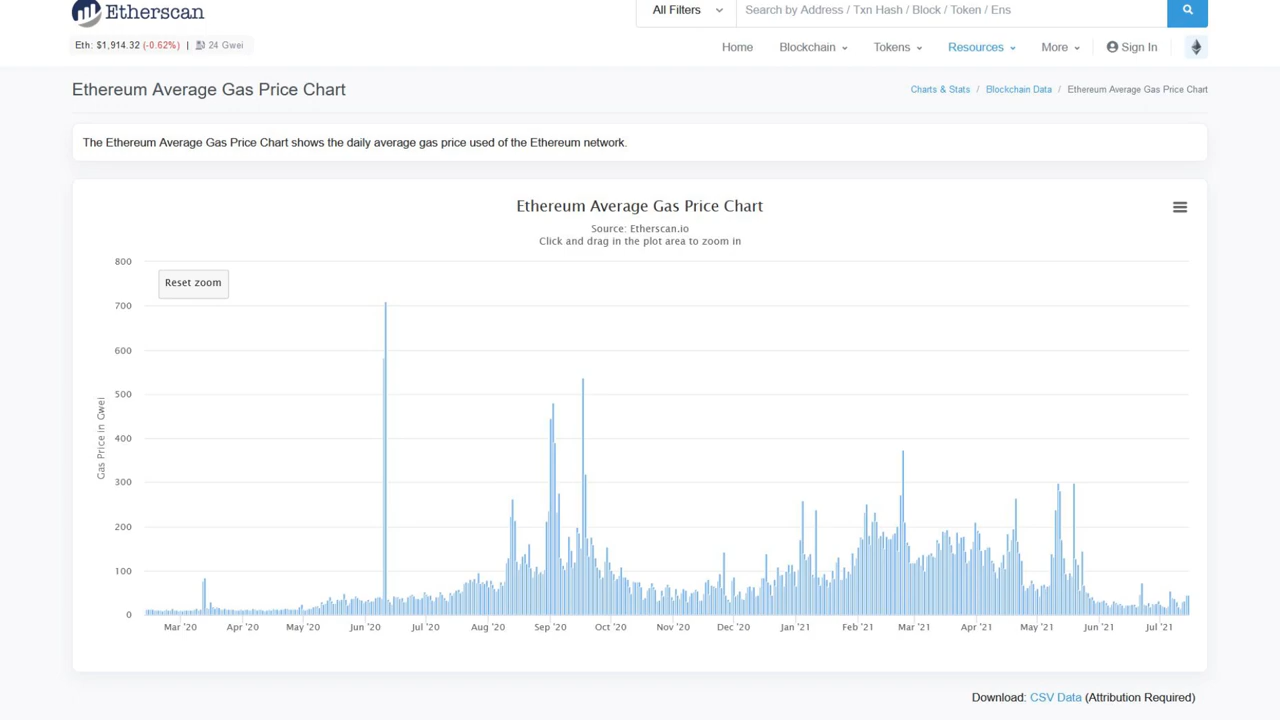 Etherscan
All Filters
Search by Address / Txn Hash / Block / Token / Ens
Eth: $1,914.32 (-0.62%) | 24 Gwei
Home Blockchain Tokens Resources More Sign In
Ethereum Average Gas Price Chart
Charts & Stats / Blockchain Data / Ethereum Average Gas Price Chart
The Ethereum Average Gas Price Chart shows the daily average gas price used of the Ethereum network.
Ethereum Average Gas Price Chart
Source: Etherscan.io
Click and drag in the plot area to zoom in
Reset zoom
Gas Price in Gwei
800
700
600
500
400
300
200
100
0
Mar '20 Apr '20 May '20 Jun '20 Jul '20 Aug '20 Sep '20 Oct '20 Nov '20 Dec '20 Jan '21 Feb '21 Mar '21 Apr '21 May '21 Jun '21 Jul '21
Download: CSV Data (Attribution Required)